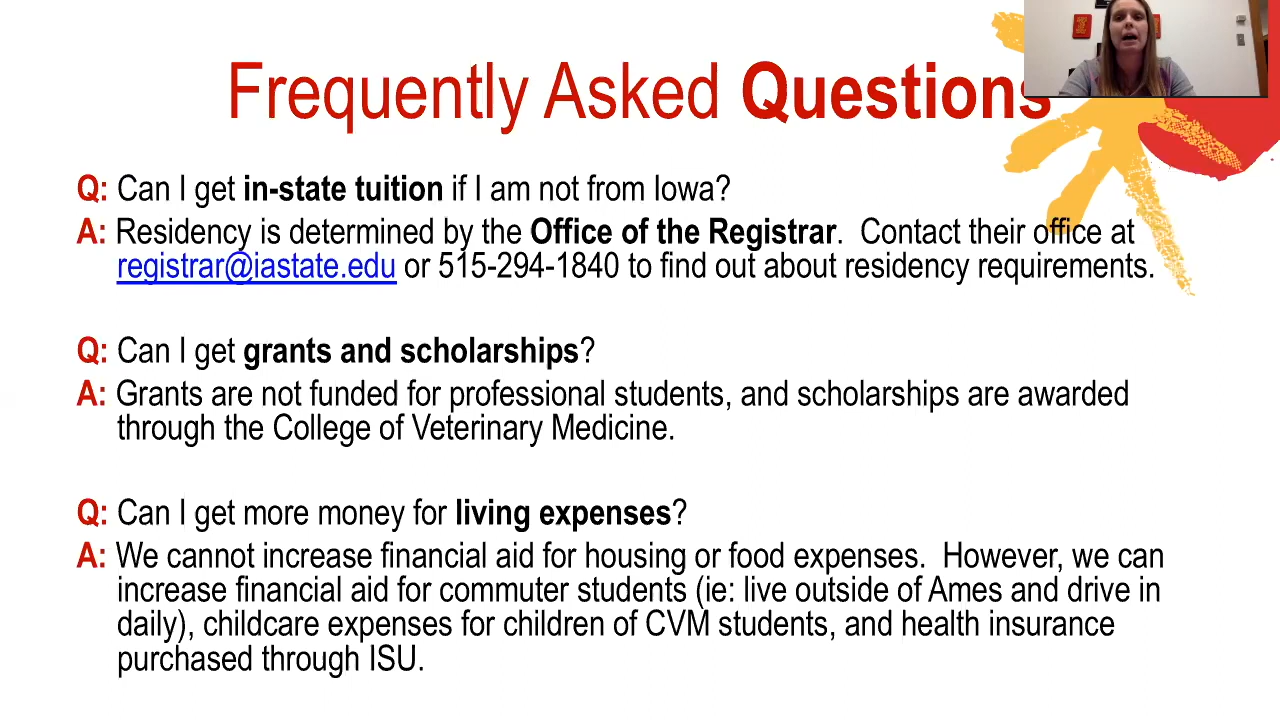 Frequently Asked Questions
Q: Can I get in-state tuition if I am not from Iowa?
A: Residency is determined by the Office of the Registrar.  Contact their office at
registrar@iastate.edu or 515-294-1840 to find out about residency requirements.
Q: Can I get grants and scholarships?
A: Grants are not funded for professional students, and scholarships are awarded
through the College of Veterinary Medicine.
Q: Can I get more money for living expenses?
A: We cannot increase financial aid for housing or food expenses.  However, we can
increase financial aid for commuter students (ie: live outside of Ames and drive in
daily), childcare expenses for children of CVM students, and health insurance
purchased through ISU.